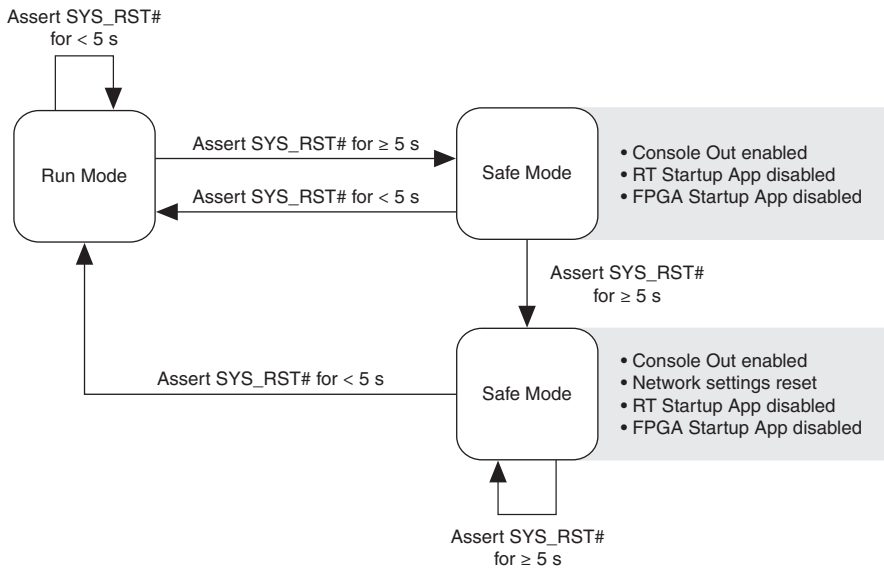 Assert SYS_RST#
for < 5 s
Run Mode
Assert SYS_RST# for ≥ 5 s
Assert SYS_RST# for < 5 s
Safe Mode
• Console Out enabled
• RT Startup App disabled
• FPGA Startup App disabled
Assert SYS_RST#
for ≥ 5 s
Assert SYS_RST# for < 5 s
Safe Mode
• Console Out enabled
• Network settings reset
• RT Startup App disabled
• FPGA Startup App disabled
Assert SYS_RST#
for ≥ 5 s